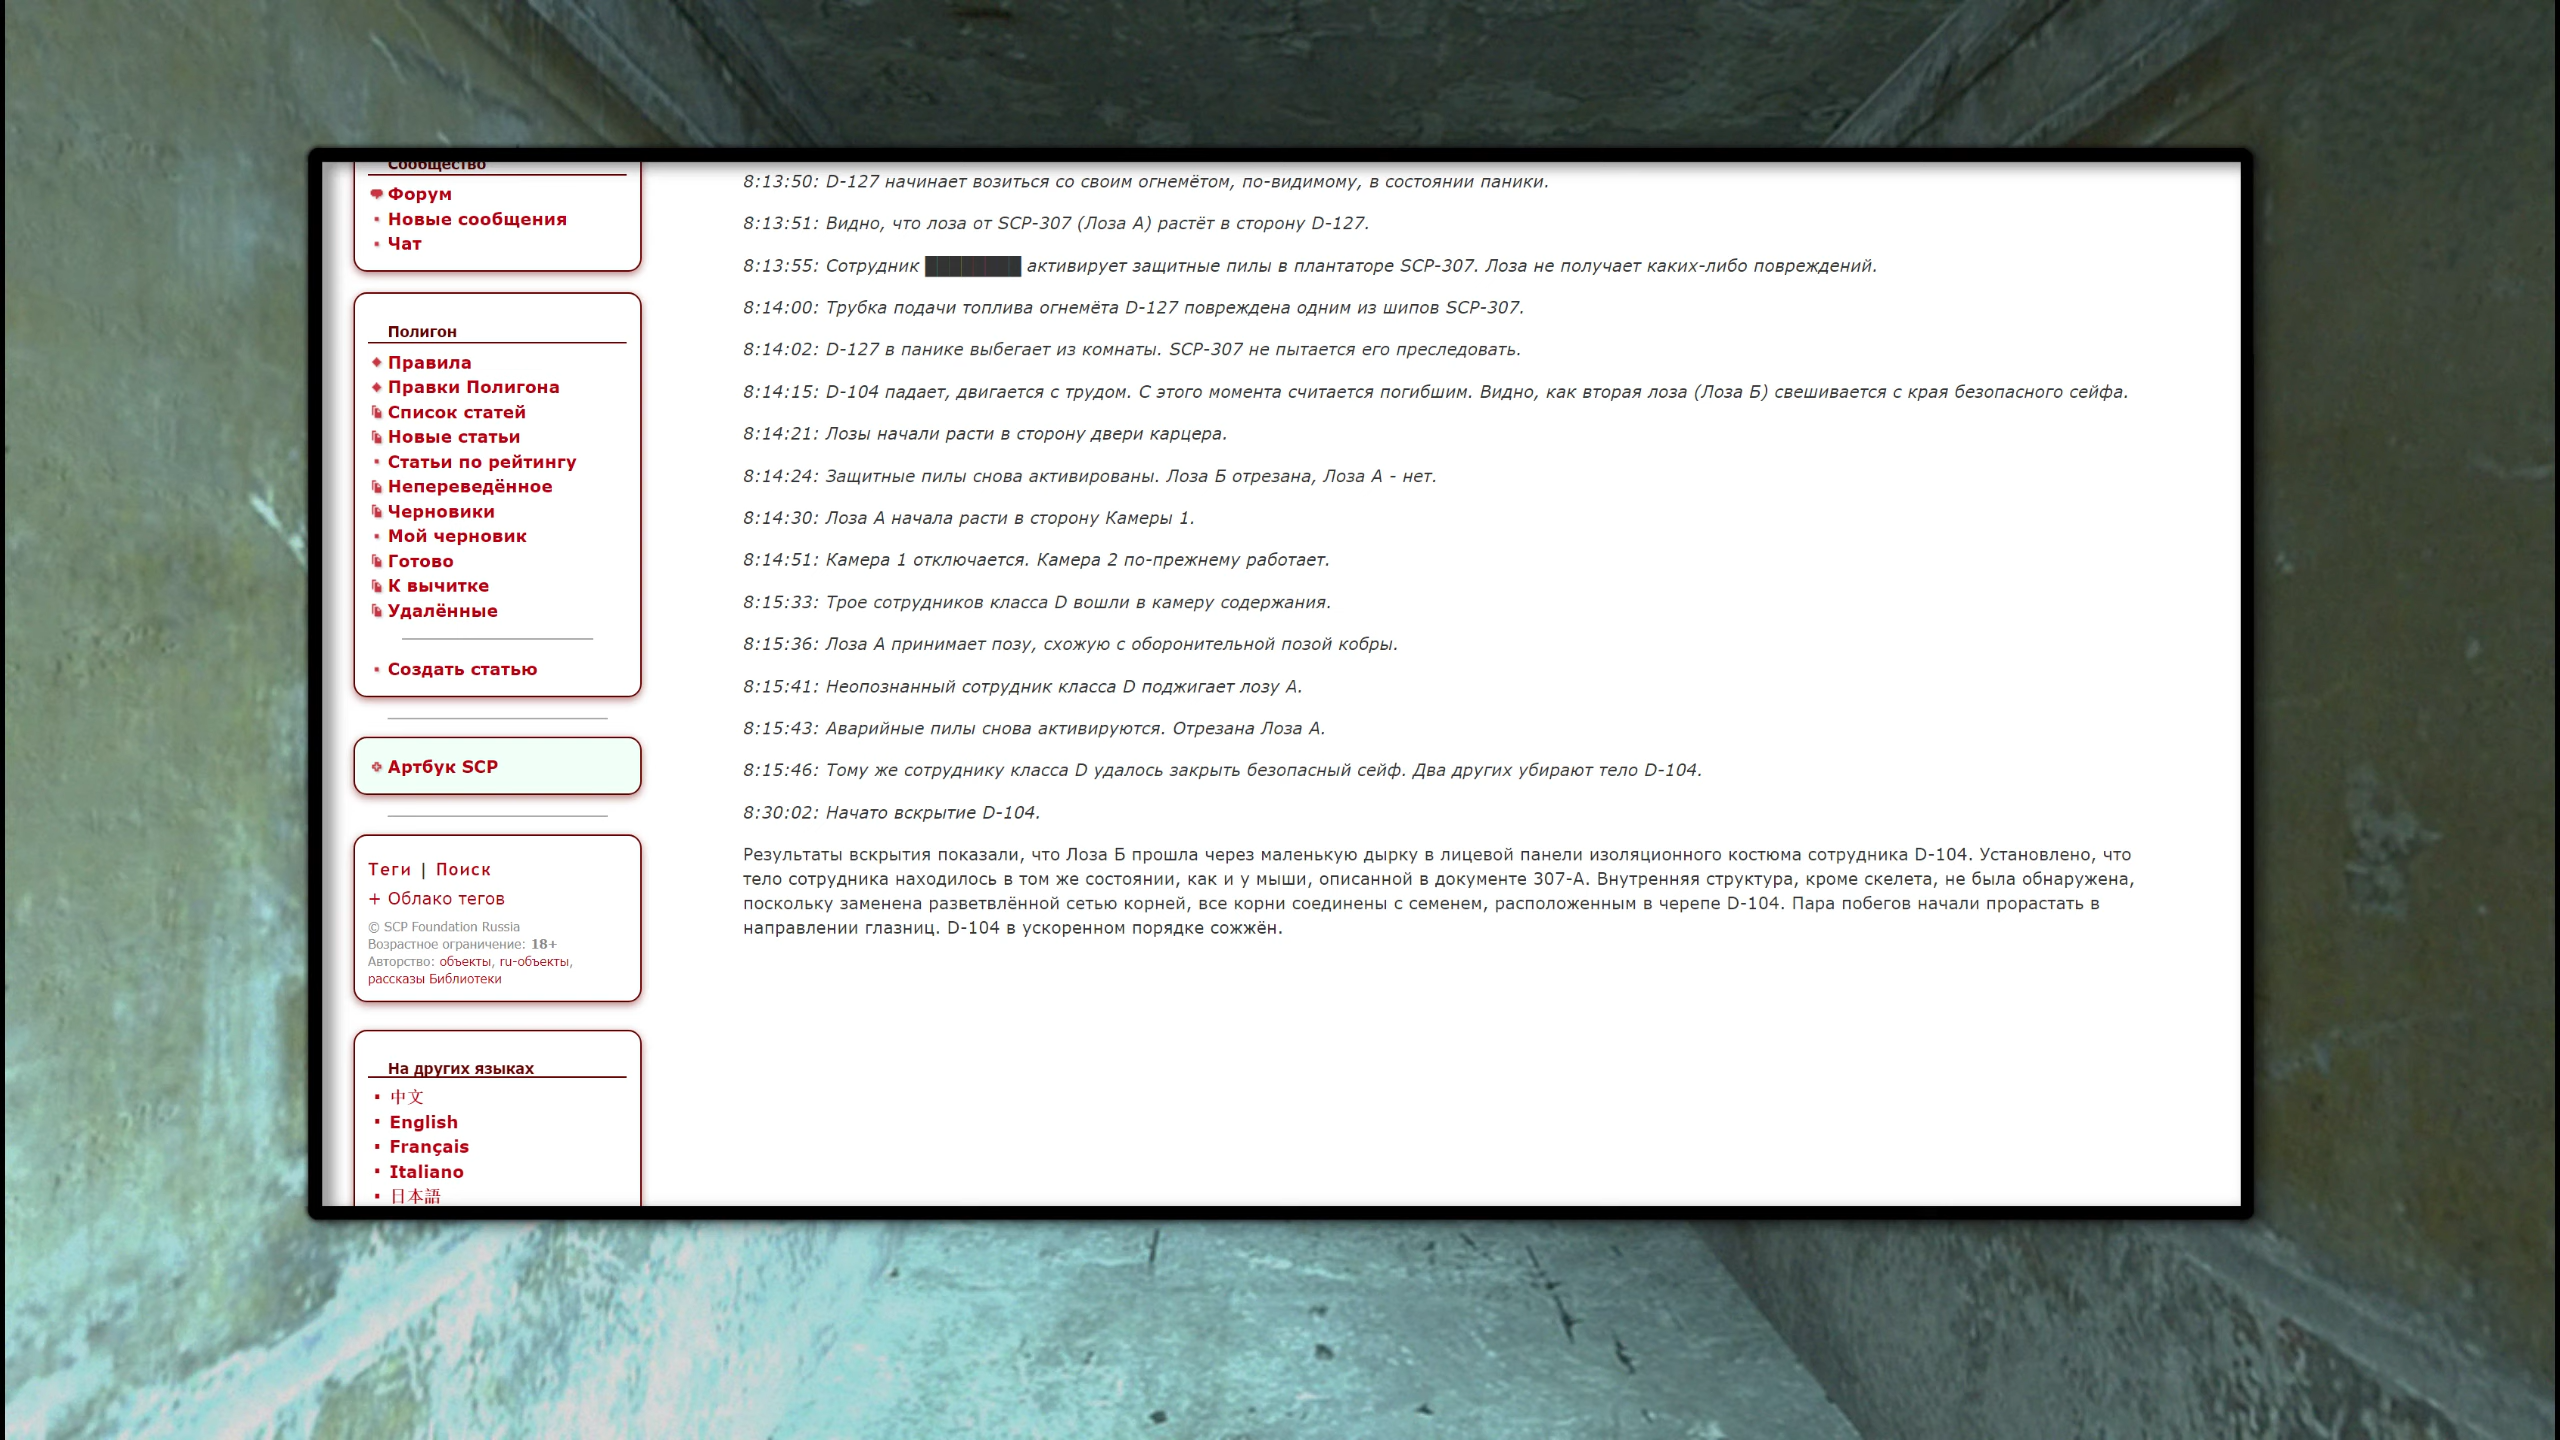 Сообщество
Форум
Новые сообщения
Чат
Полигон
Правила
Правки Полигона
Список статей
Новые статьи
Статьи по рейтингу
Непереведённое
Черновики
Мой черновик
Готово
К вычитке
Удалённые
Создать статью
Артбук SCP
Теги | Поиск
+ Облако тегов
© SCP Foundation Russia
Возрастное ограничение: 18+
Авторство: объекты, ru-объекты,
рассказы Библиотеки
На других языках
中文
English
Français
Italiano
日本語
8:13:50: D-127 начинает возиться со своим огнемётом, по-видимому, в состоянии паники.
8:13:51: Видно, что лоза от SCP-307 (Лоза А) растёт в сторону D-127.
8:13:55: Сотрудник ████████ активирует защитные пилы в плантаторе SCP-307. Лоза не получает каких-либо повреждений.
8:14:00: Трубка подачи топлива огнемёта D-127 повреждена одним из шипов SCP-307.
8:14:02: D-127 в панике выбегает из комнаты. SCP-307 не пытается его преследовать.
8:14:15: D-104 падает, двигается с трудом. С этого момента считается погибшим. Видно, как вторая лоза (Лоза Б) свешивается с края безопасного сейфа.
8:14:21: Лозы начали расти в сторону двери карцера.
8:14:24: Защитные пилы снова активированы. Лоза Б отрезана, Лоза А - нет.
8:14:30: Лоза А начала расти в сторону Камеры 1.
8:14:51: Камера 1 отключается. Камера 2 по-прежнему работает.
8:15:33: Трое сотрудников класса D вошли в камеру содержания.
8:15:36: Лоза А принимает позу, схожую с оборонительной позой кобры.
8:15:41: Неопознанный сотрудник класса D поджигает лозу А.
8:15:43: Аварийные пилы снова активируются. Отрезана Лоза А.
8:15:46: Тому же сотруднику класса D удалось закрыть безопасный сейф. Два других убирают тело D-104.
8:30:02: Начато вскрытие D-104.
Результаты вскрытия показали, что Лоза Б прошла через маленькую дырку в лицевой панели изоляционного костюма сотрудника D-104. Установлено, что
тело сотрудника находилось в том же состоянии, как и у мыши, описанной в документе 307-А. Внутренняя структура, кроме скелета, не была обнаружена,
поскольку заменена разветвлённой сетью корней, все корни соединены с семенем, расположенным в черепе D-104. Пара побегов начали прорастать в
направлении глазниц. D-104 в ускоренном порядке сожжён.